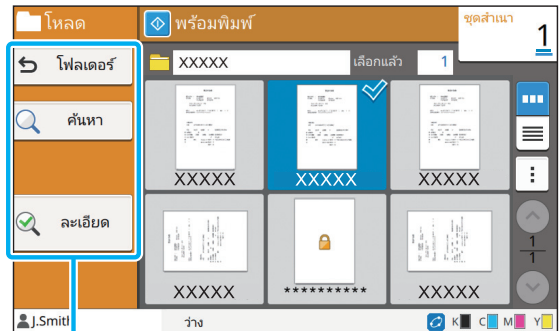 โหลด
พร้อมพิมพ์
ชุดสำเนา
1
โฟลเดอร์
XXXXX
เลือกแล้ว 1
ค้นหา
XXXXX XXXXX XXXXX
ละเอียด
1
1
XXXXX ********** XXXXX
J.Smith
ว่าง
K C M Y